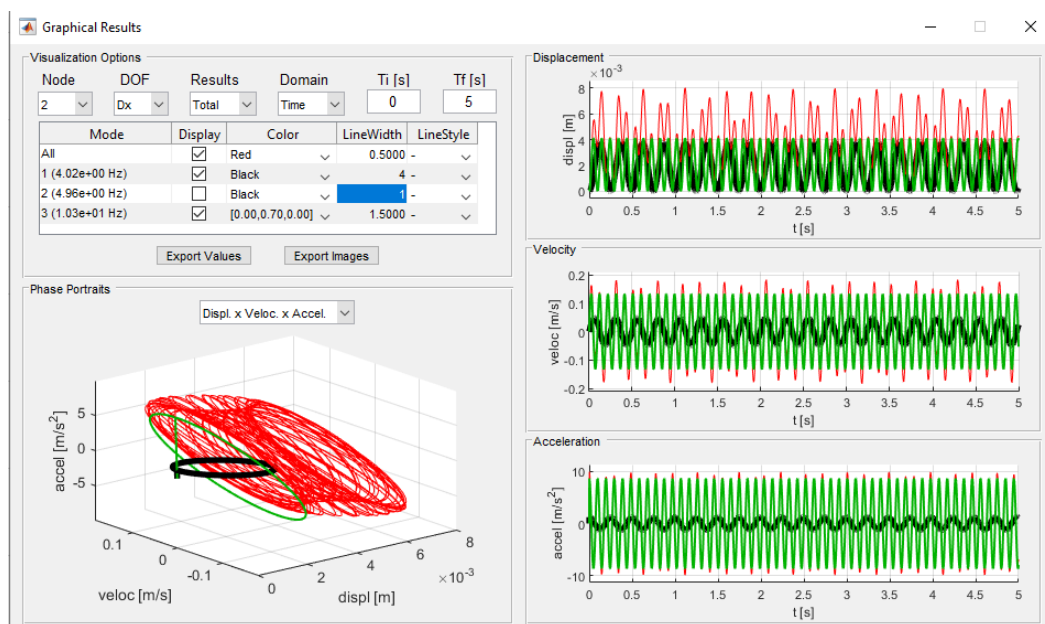 Graphical Results
Visualization Options
Node DOF Results Domain Ti [s] Tf [s]
2 Dx Total Time 0 5
Mode Display Color LineWidth LineStyle
All Red 0.5000 -
1 (4.02e+00 Hz) Black 4 -
2 (4.96e+00 Hz) Black 1 -
3 (1.03e+01 Hz) [0.00,0.70,0.00] 1.5000 -
Export Values Export Images
Phase Portraits
Displ. x Veloc. x Accel.
accel [m/s²]
5
0
-5
0.1
0
-0.1
veloc [m/s]
0
2
4
6
8
×10⁻³
displ [m]
Displacement
×10⁻³
displ [m]
8
6
4
2
0
0 0.5 1 1.5 2 2.5 3 3.5 4 4.5 5
t [s]
Velocity
veloc [m/s]
0.2
0.1
0
-0.1
-0.2
0 0.5 1 1.5 2 2.5 3 3.5 4 4.5 5
t [s]
Acceleration
accel [m/s²]
10
0
-10
0 0.5 1 1.5 2 2.5 3 3.5 4 4.5 5
t [s]